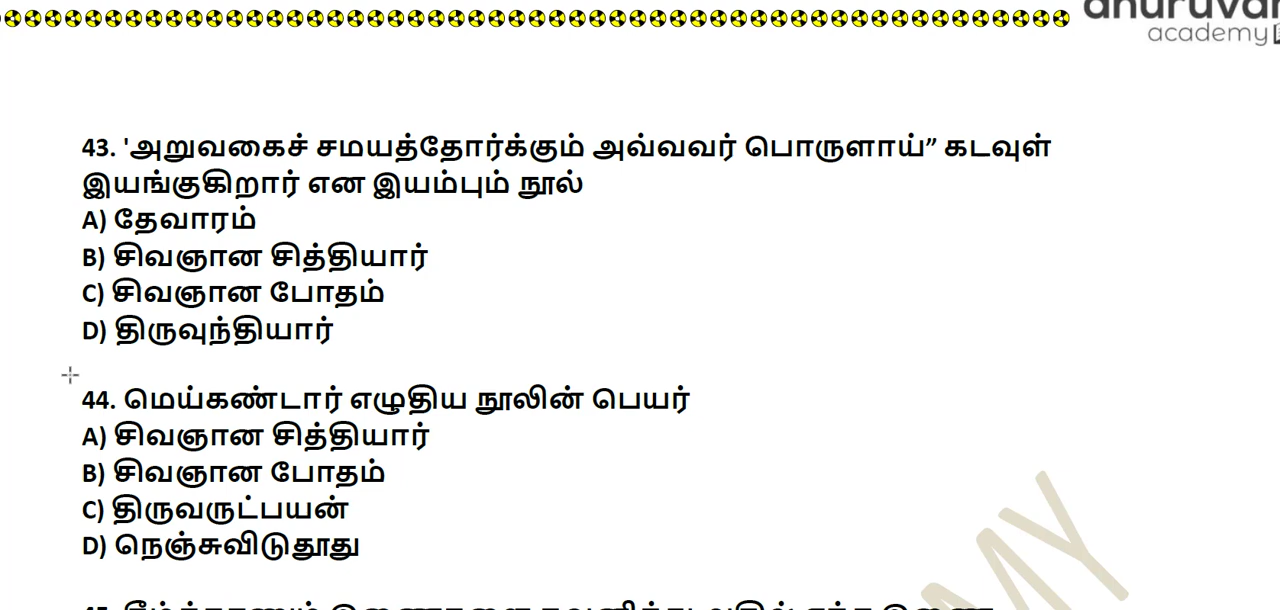 academy
43. 'அறுவகைச் சமயத்தோர்க்கும் அவ்வவர் பொருளாய்” கடவுள்
இயங்குகிறார் என இயம்பும் நூல்
A) தேவாரம்
B) சிவஞான சித்தியார்
C) சிவஞான போதம்
D) திருவுந்தியார்
44. மெய்கண்டார் எழுதிய நூலின் பெயர்
A) சிவஞான சித்தியார்
B) சிவஞான போதம்
C) திருவருட்பயன்
D) நெஞ்சுவிடுதூது